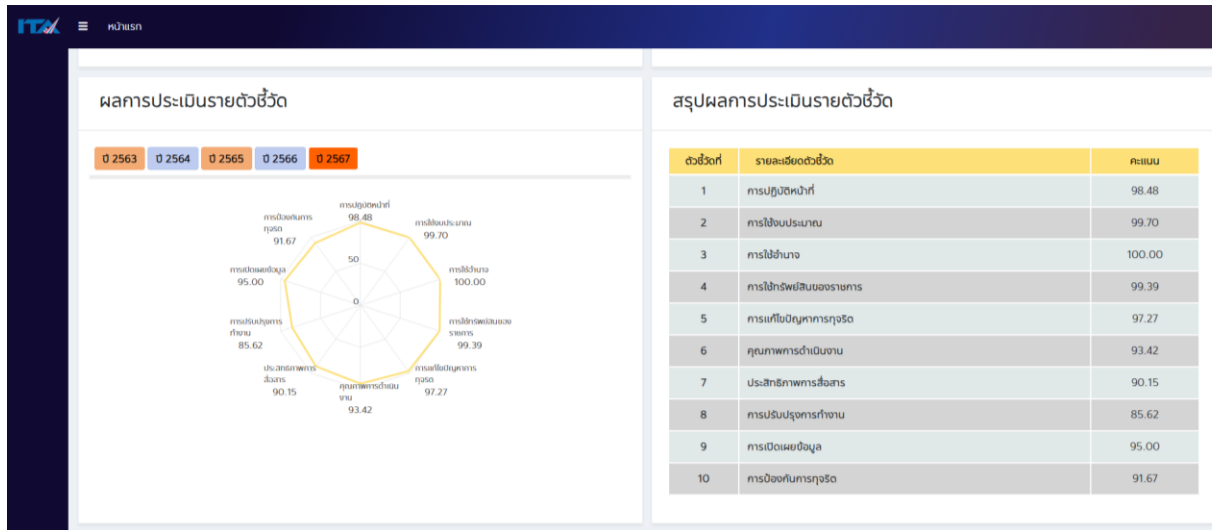 ITA
หน้าแรก
ผลการประเมินรายตัวชี้วัด
ปี 2563 ปี 2564 ปี 2565 ปี 2566 ปี 2567
การปฏิบัติหน้าที่
98.48
การใช้งบประมาณ
99.70
การใช้อำนาจ
100.00
การใช้ทรัพย์สินของ
ราชการ
99.39
การแก้ไขปัญหาการ
ทุจริต
97.27
คุณภาพการดำเนิน
งาน
93.42
ประสิทธิภาพการ
สื่อสาร
90.15
การปรับปรุงการ
ทำงาน
85.62
การเปิดเผยข้อมูล
95.00
การป้องกันการ
ทุจริต
91.67
50
0
สรุปผลการประเมินรายตัวชี้วัด
ตัวชี้วัดที่ รายละเอียดตัวชี้วัด คะแนน
1 การปฏิบัติหน้าที่ 98.48
2 การใช้งบประมาณ 99.70
3 การใช้อำนาจ 100.00
4 การใช้ทรัพย์สินของราชการ 99.39
5 การแก้ไขปัญหาการทุจริต 97.27
6 คุณภาพการดำเนินงาน 93.42
7 ประสิทธิภาพการสื่อสาร 90.15
8 การปรับปรุงการทำงาน 85.62
9 การเปิดเผยข้อมูล 95.00
10 การป้องกันการทุจริต 91.67